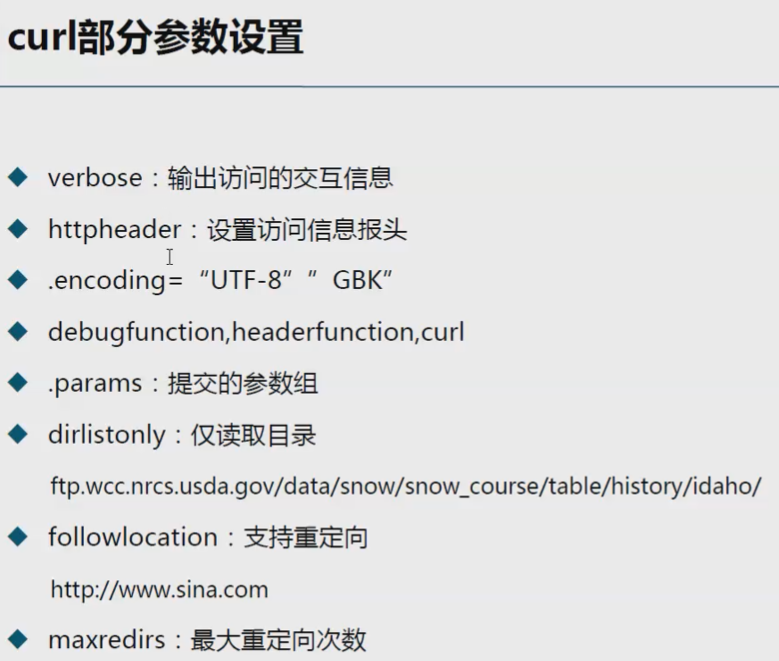 curl部分参数设置
verbose：输出访问的交互信息
httpheader：设置访问信息报头
.encoding=“UTF-8”” GBK”
debugfunction,headerfunction,curl
.params：提交的参数组
dirlistonly：仅读取目录
ftp.wcc.nrcs.usda.gov/data/snow/snow_course/table/history/idaho/
followlocation：支持重定向
http://www.sina.com
maxredirs：最大重定向次数